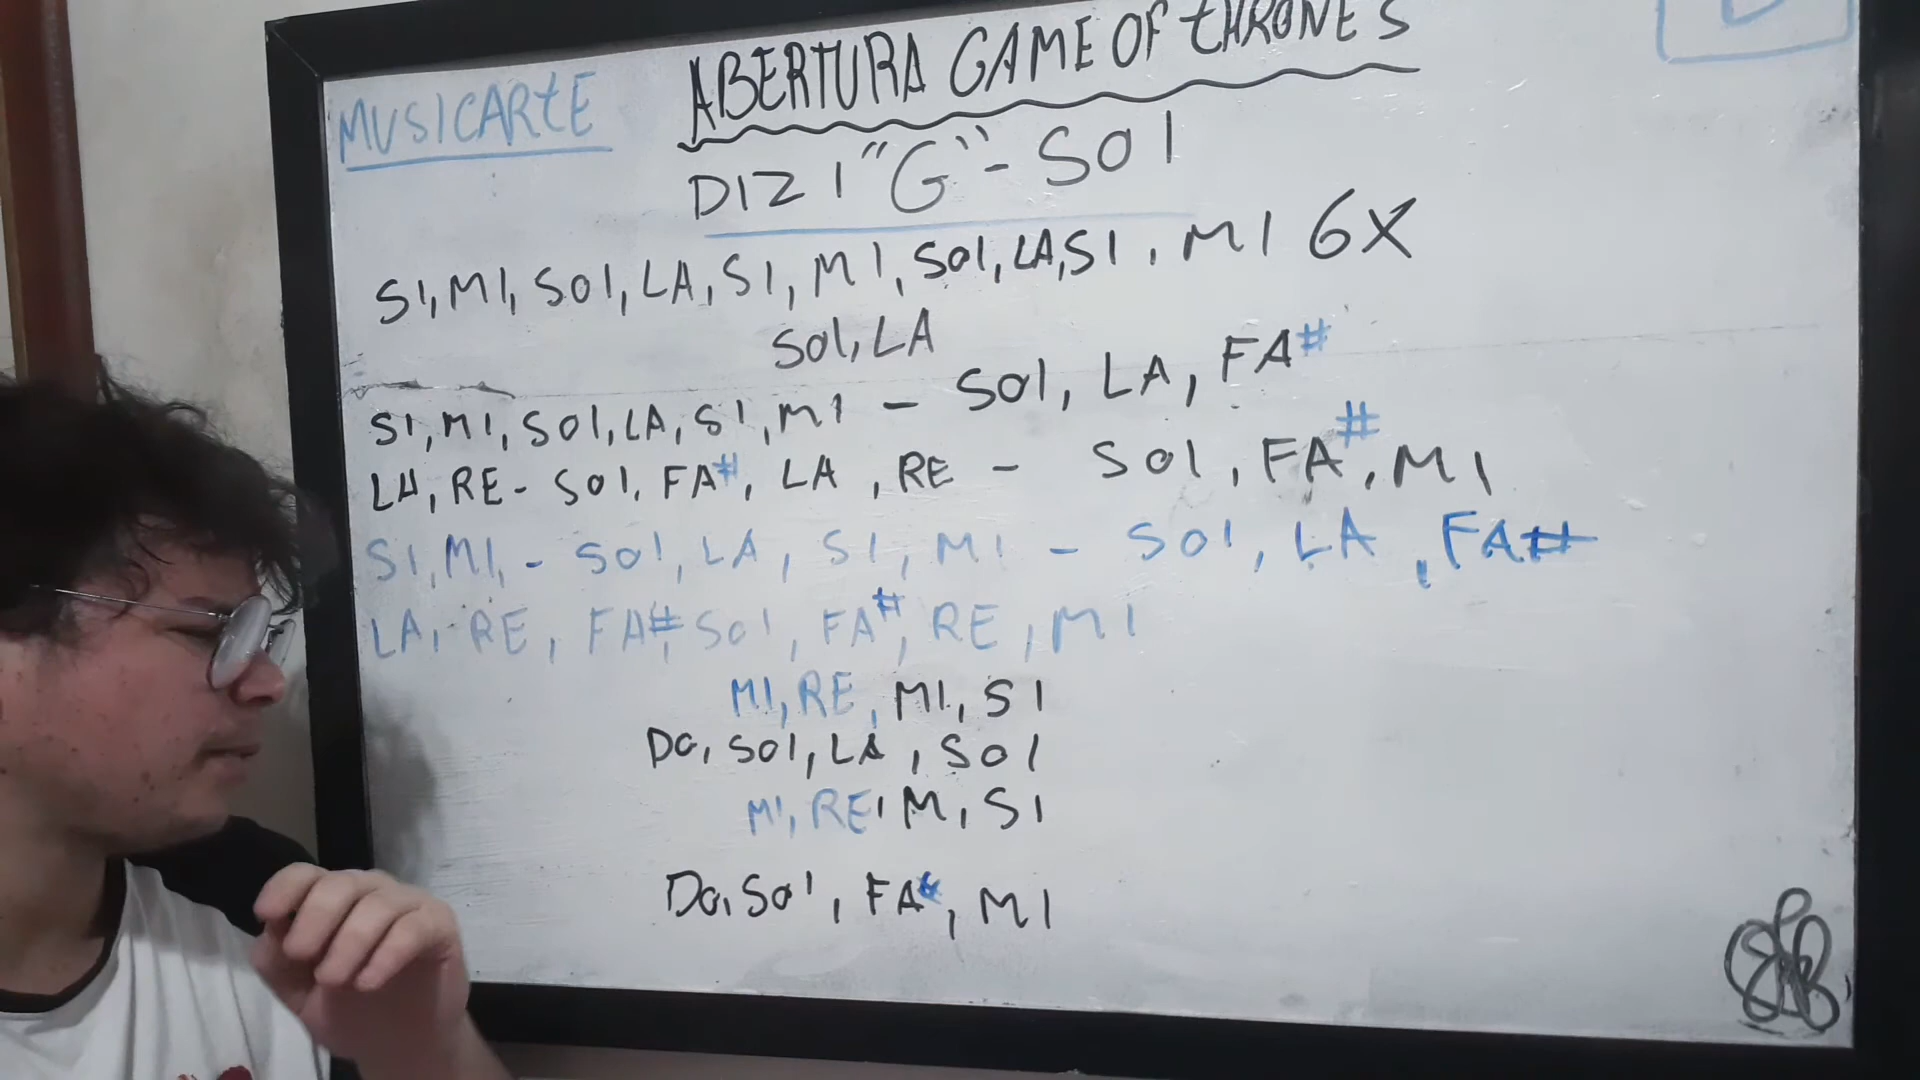 MUSICARTE
ABERTURA GAME OF THRONES
DIZI "G" - SOl
SI, MI, SOl, LA, SI, MI, SOl, LA, SI, MI 6X
SOl, LA
SI, MI, SOl, LA, SI, MI - SOl, LA, FA#
LA, RE - SOl, FA#, LA, RE - SOl, FA#, MI
SI, MI, - SOl, LA, SI, MI - SOl, LA, FA#
LA, RE, FA#, SOl, FA#, RE, MI
MI, RE, MI, SI
Do, SOl, LA, SOl
MI, RE, M, SI
Do, SOl, FA#, MI